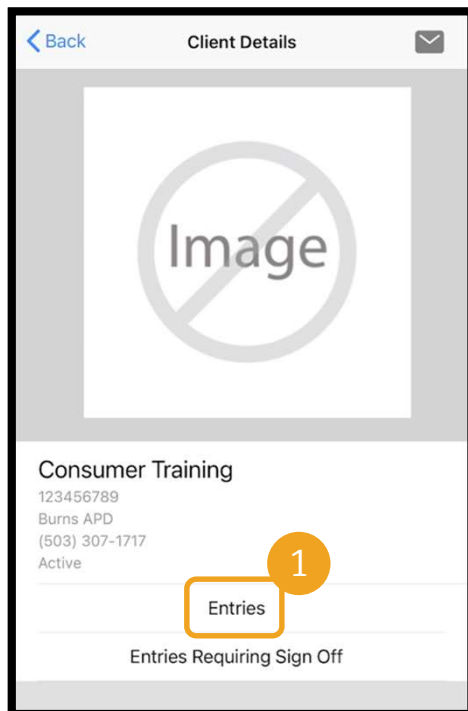 Back
Client Details
Image
Consumer Training
123456789
Burns APD
(503) 307-1717
Active
1
Entries
Entries Requiring Sign Off